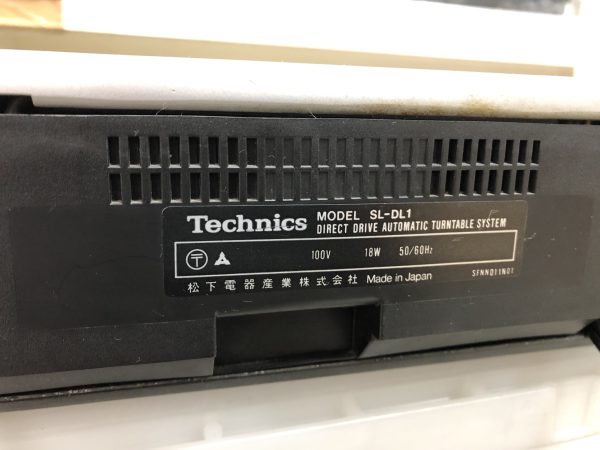 Technics MODEL SL-DL1
DIRECT DRIVE AUTOMATIC TURNTABLE SYSTEM
〒 100V 18W 50/60Hz
松下電器産業株式会社 Made in Japan
SFNND11N01